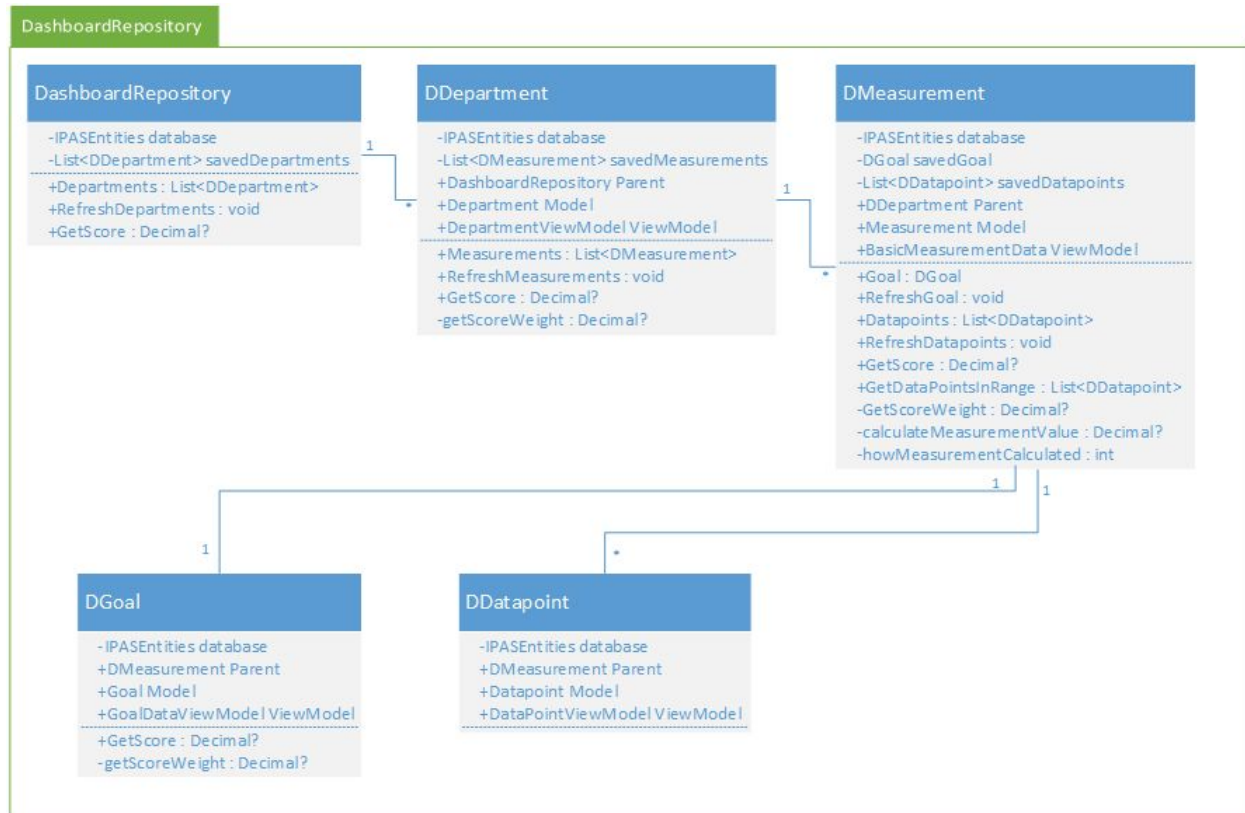 DashboardRepository
DashboardRepository
-IPASEntities database
-List<DDepartment> savedDepartments
+Departments : List<DDepartment>
+RefreshDepartments : void
+GetScore : Decimal?
1
*
DDepartment
-IPASEntities database
-List<DMeasurement> savedMeasurements
+DashboardRepository Parent
+Department Model
+DepartmentViewModel ViewModel
+Measurements : List<DMeasurement>
+RefreshMeasurements : void
+GetScore : Decimal?
-getScoreWeight : Decimal?
1
*
DMeasurement
-IPASEntities database
-DGoal savedGoal
-List<DDatapoint> savedDatapoints
+DDepartment Parent
+Measurement Model
+BasicMeasurementData ViewModel
+Goal : DGoal
+RefreshGoal : void
+Datapoints : List<DDatapoint>
+RefreshDatapoints : void
+GetScore : Decimal?
+GetDataPointsInRange : List<DDatapoint>
-GetScoreWeight : Decimal?
-calculateMeasurementValue : Decimal?
-howMeasurementCalculated : int
1
1
1
*
DGoal
-IPASEntities database
+DMeasurement Parent
+Goal Model
+GoalDataViewModel ViewModel
+GetScore : Decimal?
-getScoreWeight : Decimal?
DDatapoint
-IPASEntities database
+DMeasurement Parent
+Datapoint Model
+DataPointViewModel ViewModel